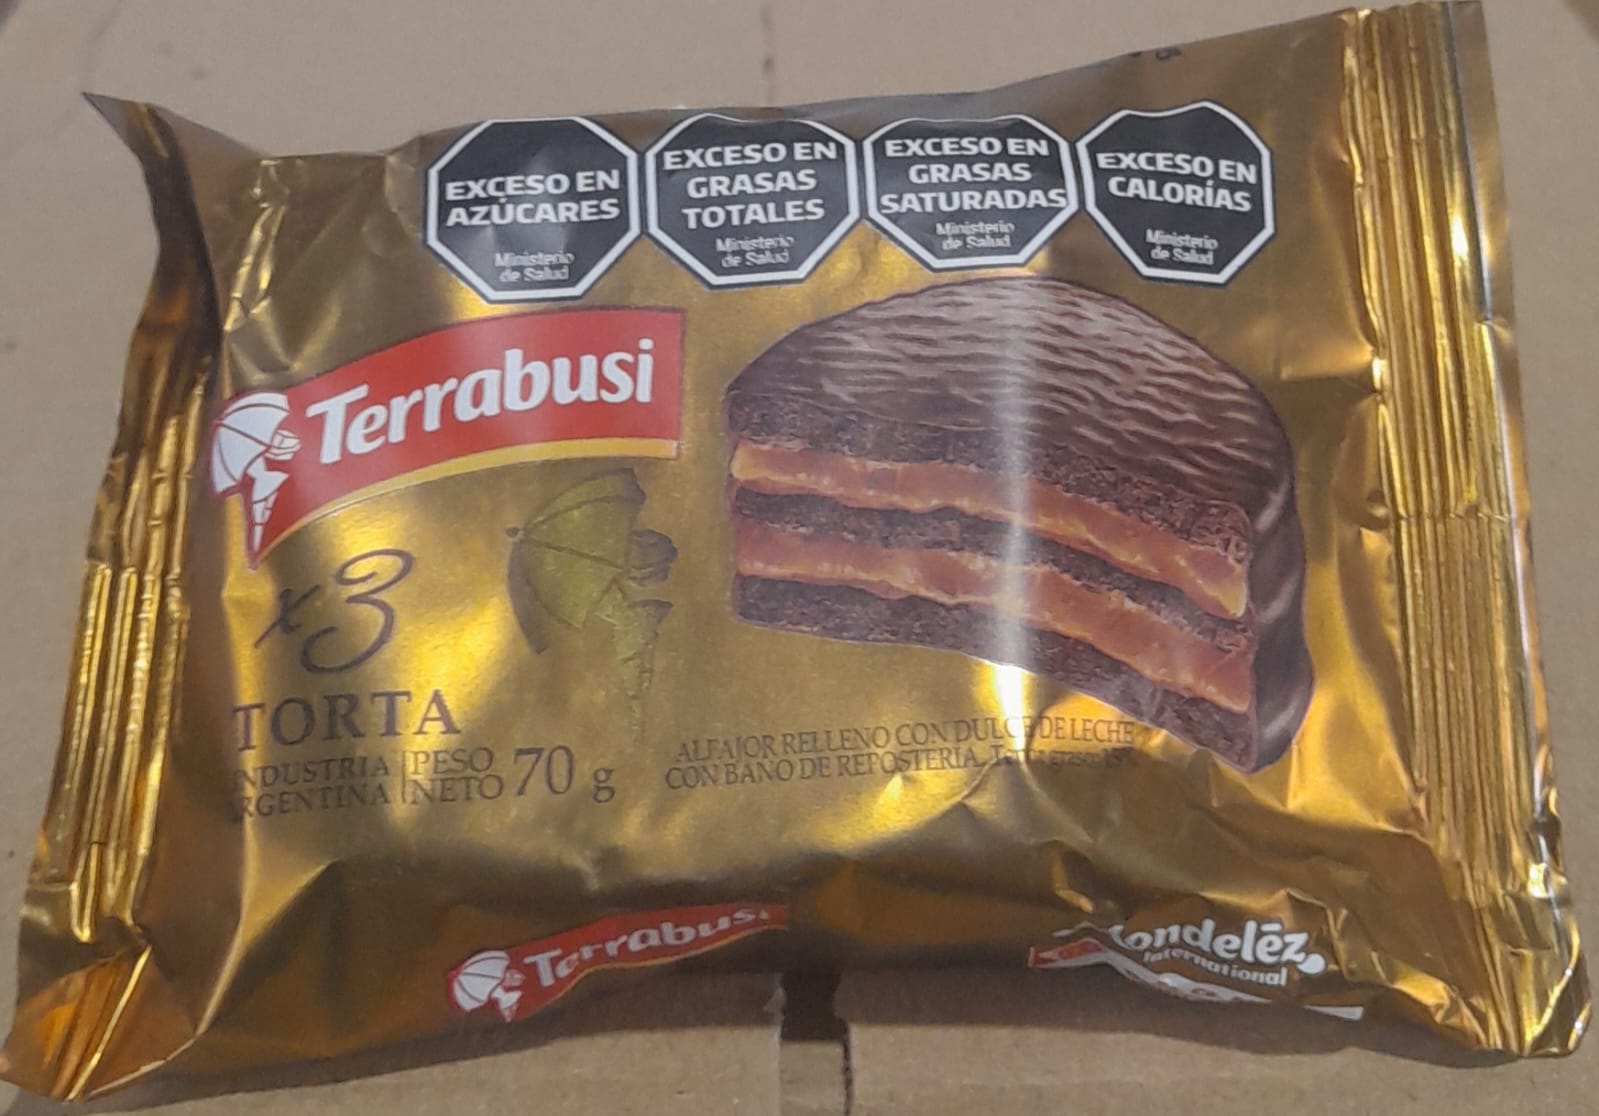 EXCESO EN
AZÚCARES
Ministerio
de Salud
EXCESO EN
GRASAS
TOTALES
Ministerio
de Salud
EXCESO EN
GRASAS
SATURADAS
Ministerio
de Salud
EXCESO EN
CALORÍAS
Ministerio
de Salud
Terrabusi
x3
TORTA
INDUSTRIA
ARGENTINA
PESO
NETO 70 g
ALFAJOR RELLENO CON DULCE DE LECHE
CON BAÑO DE REPOSTERÍA.
Terrabusi
Mondelēz
International